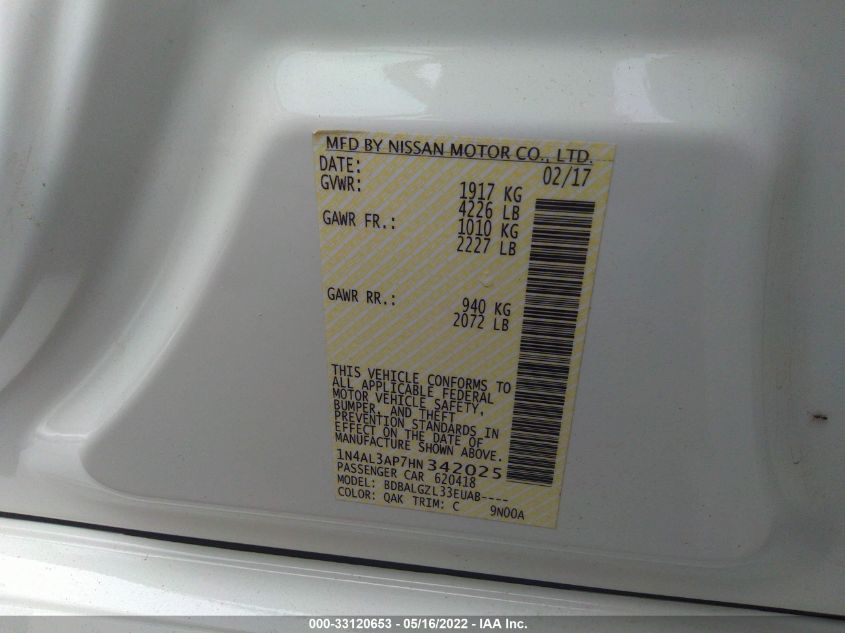 MFD BY NISSAN MOTOR CO., LTD.
DATE: 02/17
GVWR: 1917 KG
4226 LB
GAWR FR.: 1010 KG
2227 LB
GAWR RR.: 940 KG
2072 LB
THIS VEHICLE CONFORMS TO
ALL APPLICABLE FEDERAL
MOTOR VEHICLE SAFETY,
BUMPER, AND THEFT
PREVENTION STANDARDS IN
EFFECT ON THE DATE OF
MANUFACTURE SHOWN ABOVE.
1N4AL3AP7HN342025
PASSENGER CAR 620418
MODEL: BDBALGZL33EUAB----
COLOR: QAK TRIM: C 9N00A
000-33120653 - 05/16/2022 - IAA Inc.